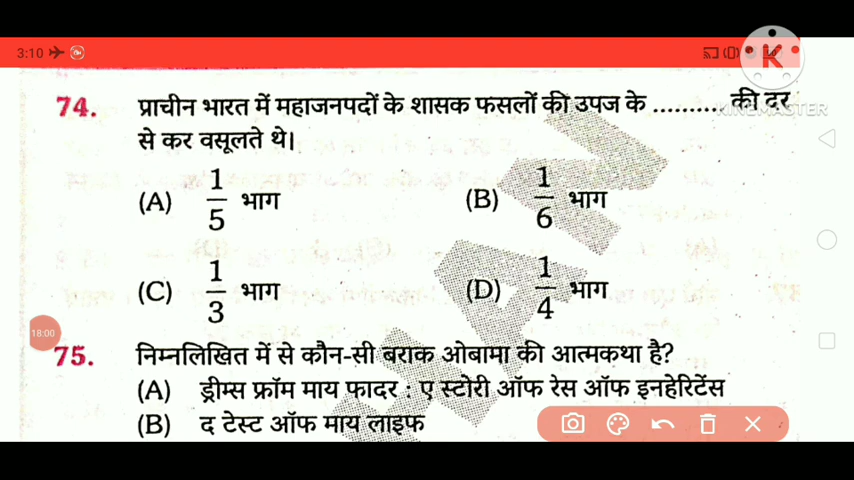 3:10
K
KINEMASTER
74. प्राचीन भारत में महाजनपदों के शासक फसलों की उपज के .......... की दर
से कर वसूलते थे।
(A) 1/5 भाग (B) 1/6 भाग
(C) 1/3 भाग (D) 1/4 भाग
18:00
75. निम्नलिखित में से कौन-सी बराक ओबामा की आत्मकथा है?
(A) ड्रीम्स फ्रॉम माय फादर : ए स्टोरी ऑफ रेस ऑफ इनहेरिटेंस
(B) द टेस्ट ऑफ माय लाइफ